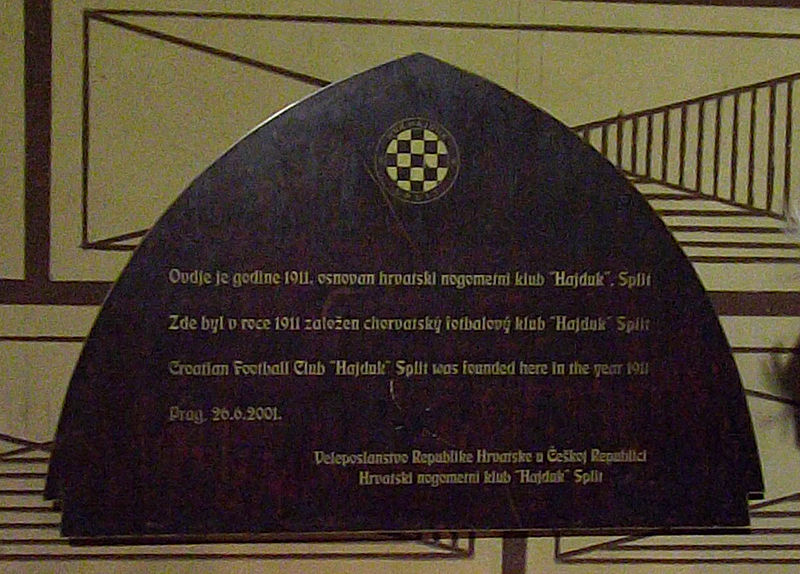 Ovdje je godine 1911. osnovan hrvatski nogometni klub "Hajduk", Split
Zde byl v roce 1911 založen chorvatský fotbalový klub "Hajduk" Split
Croatian Football Club "Hajduk" Split was founded here in the year 1911
Prag, 26.6.2001.
Veleposlanstvo Republike Hrvatske u Češkoj Republici
Hrvatski nogometni klub "Hajduk" Split